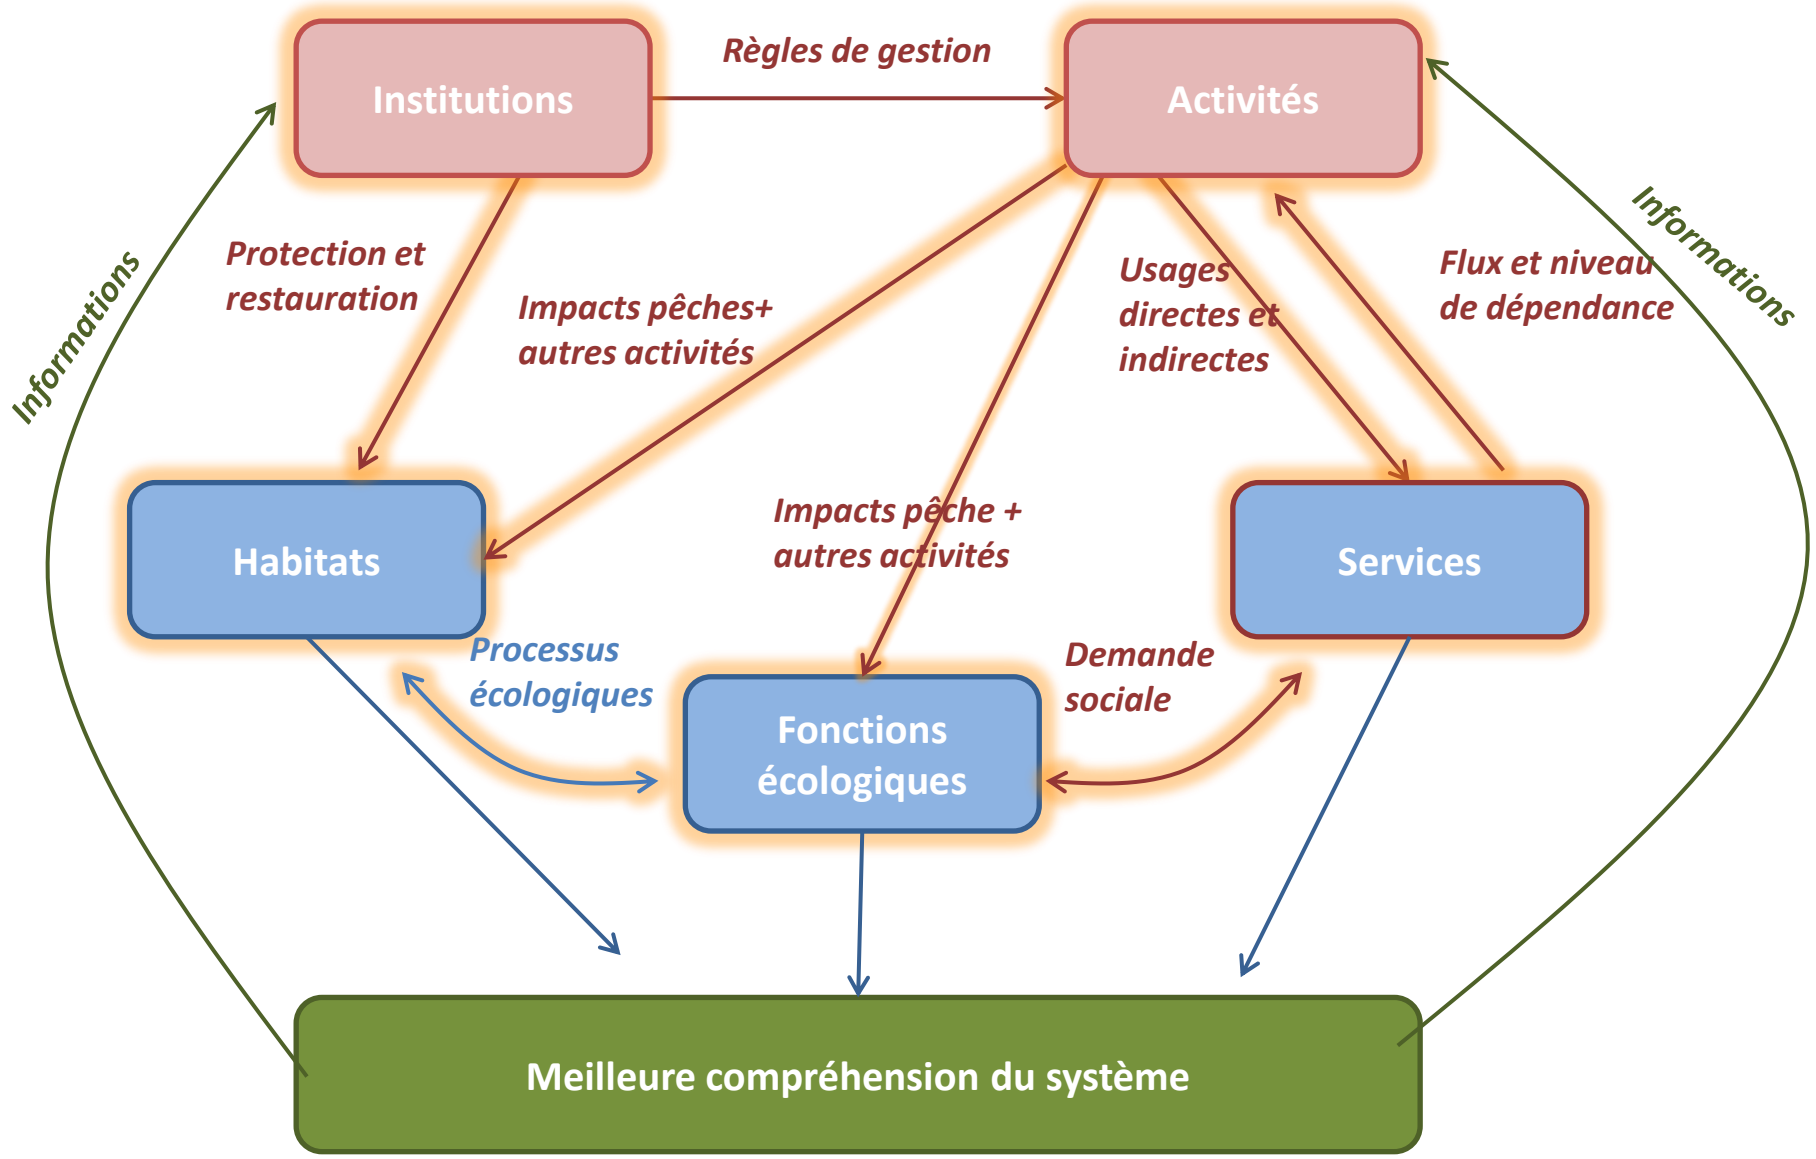 Règles de gestion
Institutions
Activités
Protection et
restauration
Informations
Impacts pêches+
autres activités
Usages
directes et
indirectes
Flux et niveau
de dépendance
Informations
Impacts pêche +
autres activités
Habitats
Services
Processus
écologiques
Demande
sociale
Fonctions
écologiques
Meilleure compréhension du système